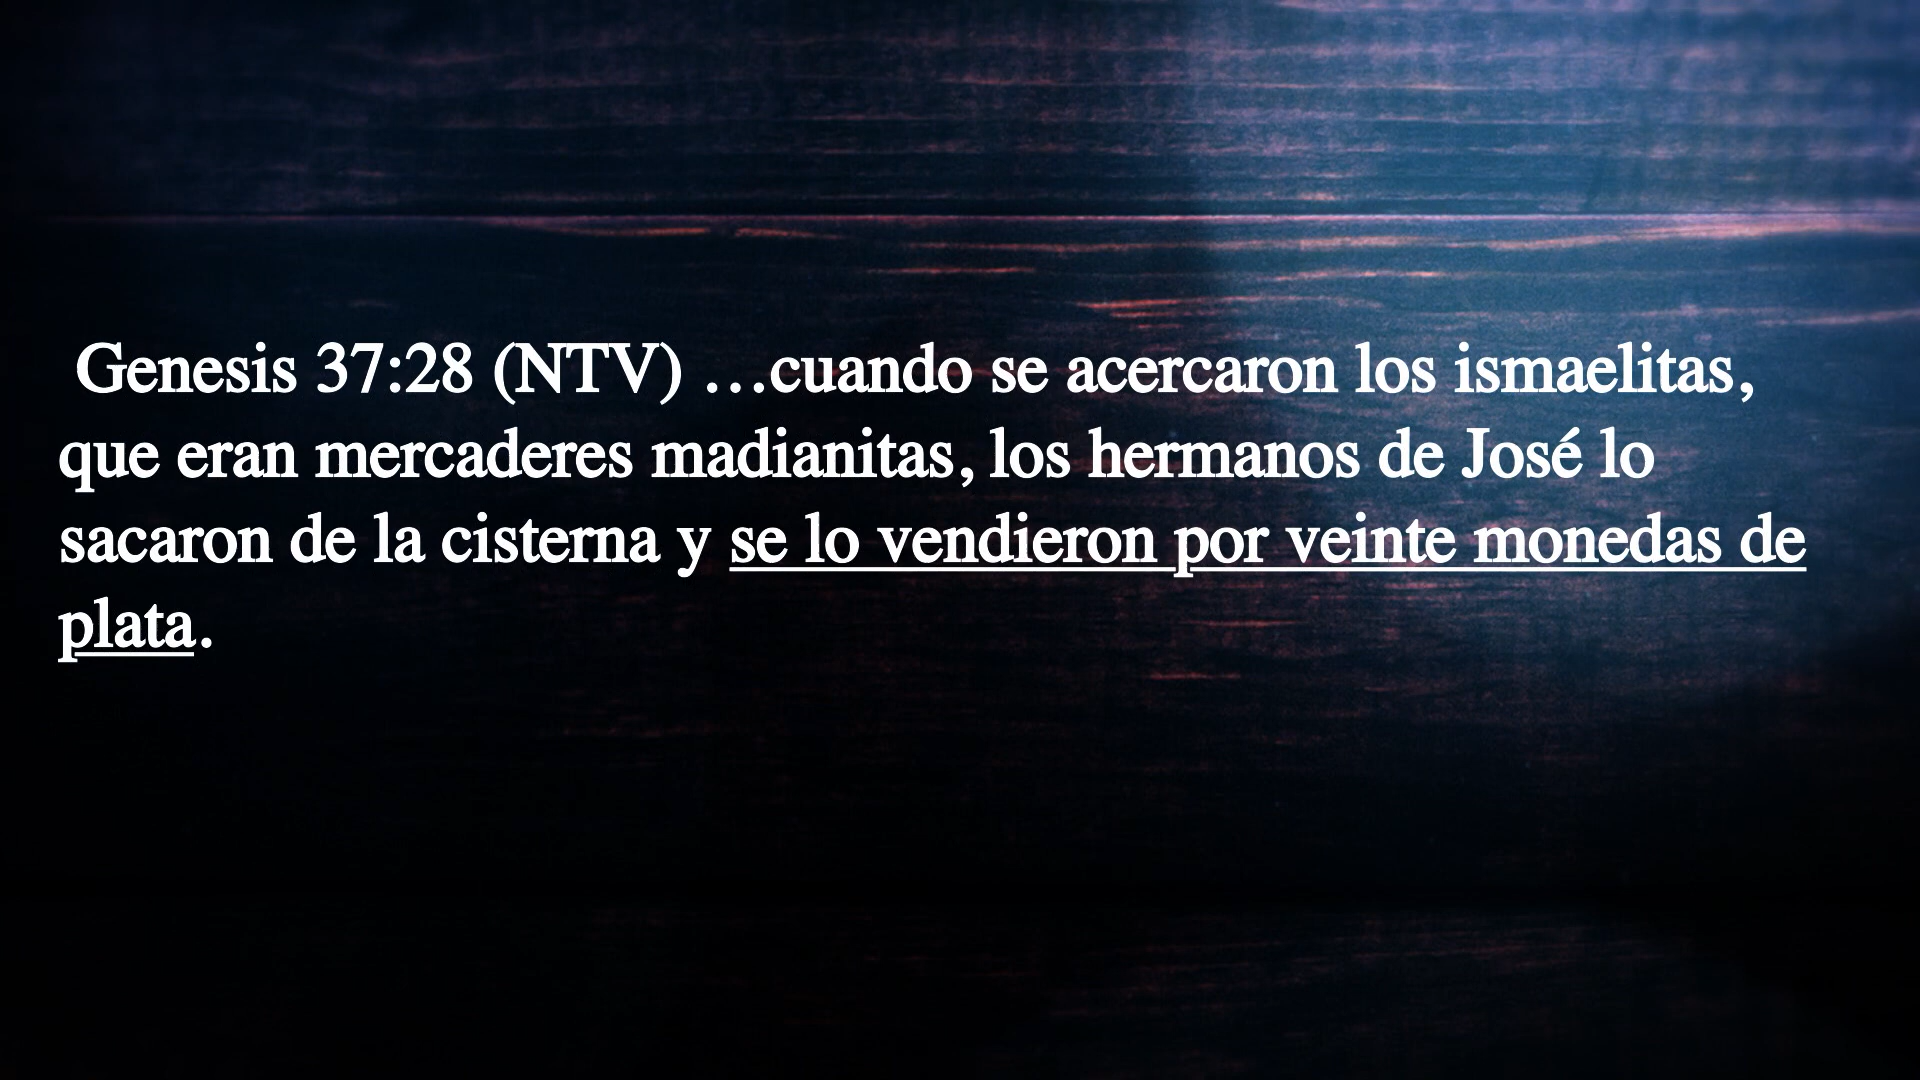 Genesis 37:28 (NTV) …cuando se acercaron los ismaelitas,
que eran mercaderes madianitas, los hermanos de José lo
sacaron de la cisterna y se lo vendieron por veinte monedas de
plata.